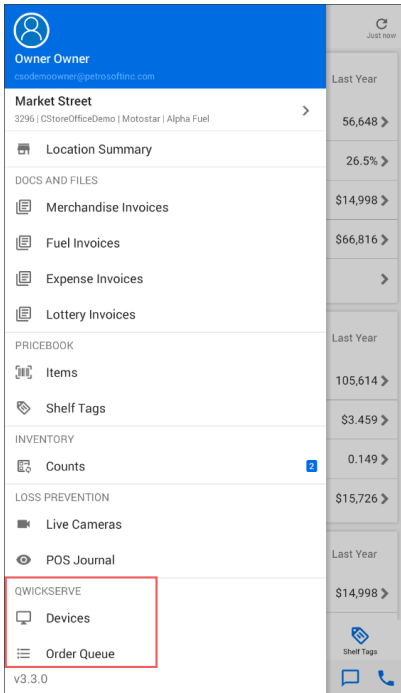 Just now
Owner Owner
csodemoowner@petrosoftinc.com
Last Year
Market Street
3296 | CStoreOfficeDemo | Motostar | Alpha Fuel
56,648
Location Summary
26.5%
DOCS AND FILES
Merchandise Invoices
$14,998
Fuel Invoices
$66,816
Expense Invoices
Lottery Invoices
Last Year
PRICEBOOK
Items
105,614
Shelf Tags
$3.459
INVENTORY
Counts
2
0.149
LOSS PREVENTION
$15,726
Live Cameras
POS Journal
Last Year
QWICKSERVE
$14,998
Devices
Order Queue
Shelf Tags
v3.3.0